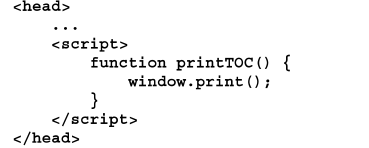 <head>
    ...
    <script>
        function printTOC() {
            window.print();
        }
    </script>
</head>